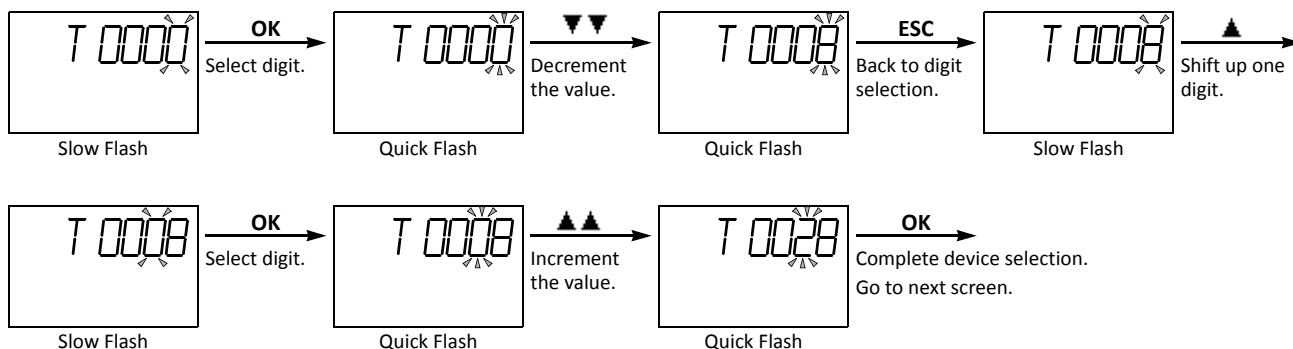 T 0000
OK
Select digit.
T 0000
Decrement
the value.
T 0008
ESC
Back to digit
selection.
T 0008
Shift up one
digit.
Slow Flash
Quick Flash
Quick Flash
Slow Flash
T 0008
OK
Select digit.
T 0008
Increment
the value.
T 0028
OK
Complete device selection.
Go to next screen.
Slow Flash
Quick Flash
Quick Flash